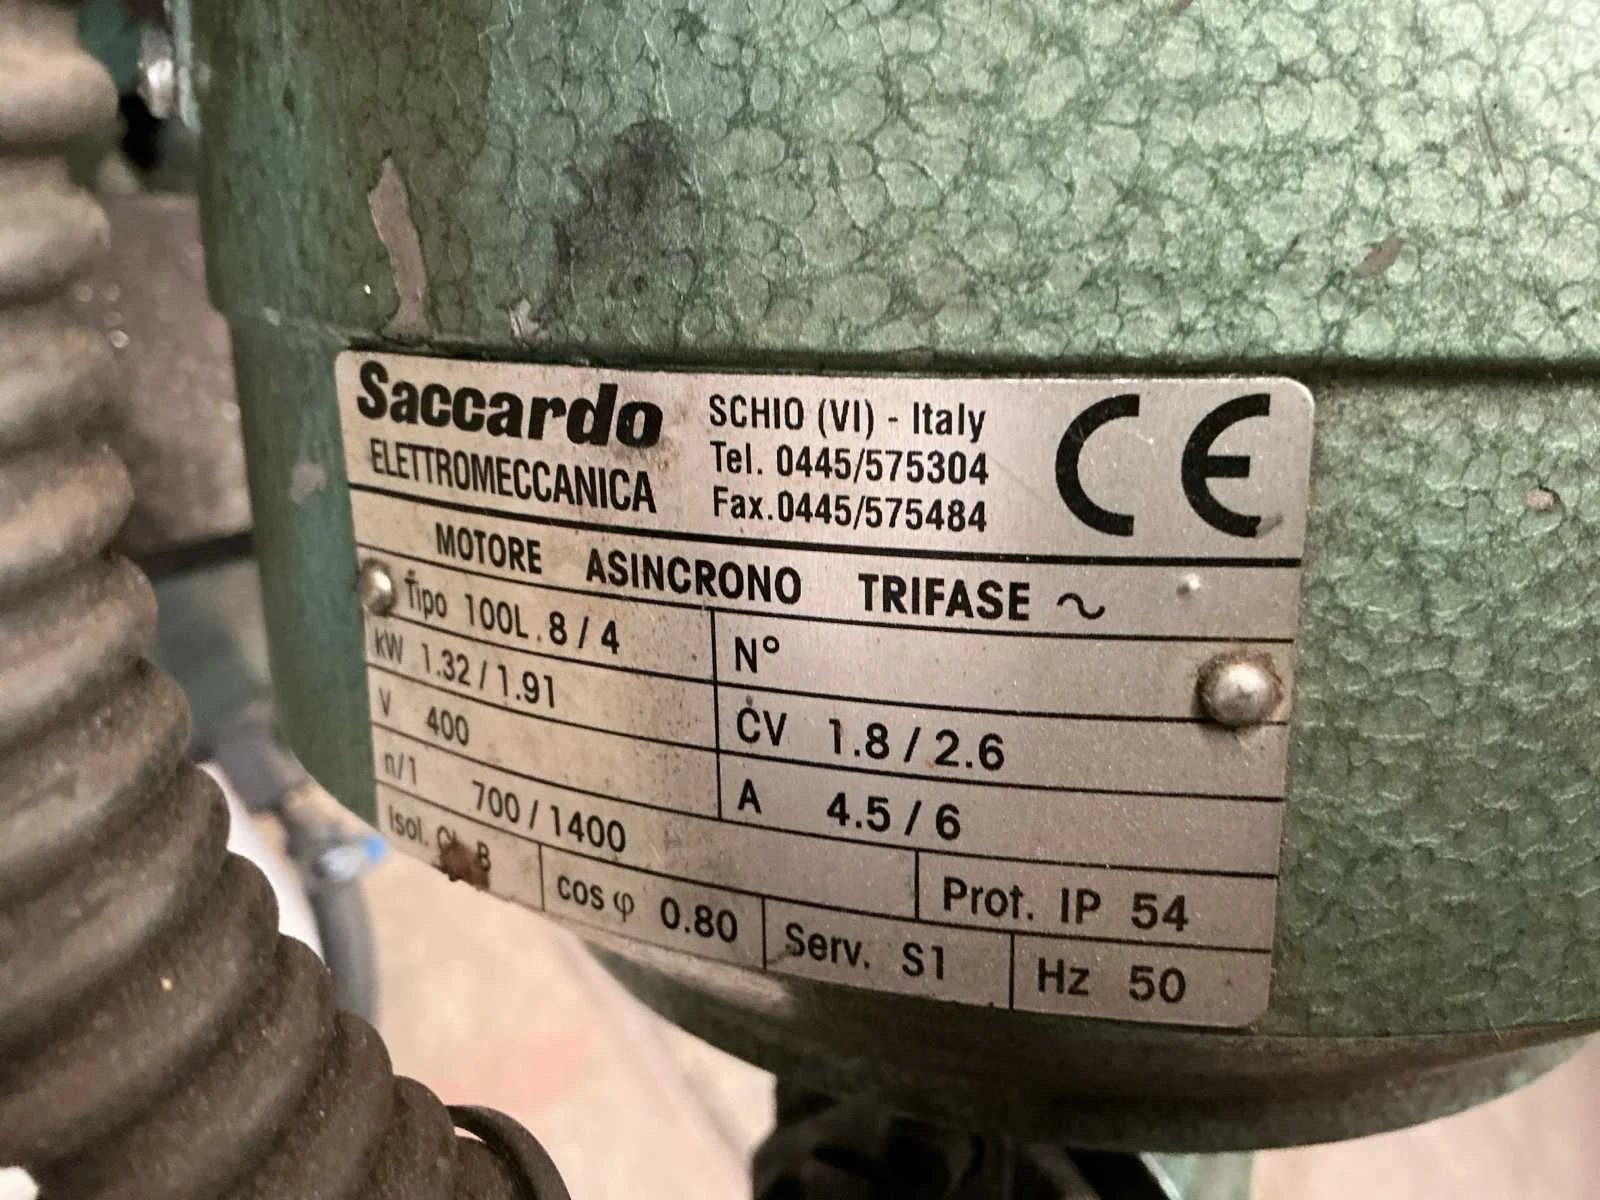 Saccardo
ELETTROMECCANICA
SCHIO (VI) - Italy
Tel. 0445/575304
Fax.0445/575484
CE
MOTORE ASINCRONO TRIFASE ~
Tipo 100L.8/4
N°
kW 1.32/1.91
CV 1.8/2.6
V 400
A 4.5/6
n/1 700/1400
Prot. IP 54
Isol. Cl. B
cos φ 0.80
Serv. S1
Hz 50